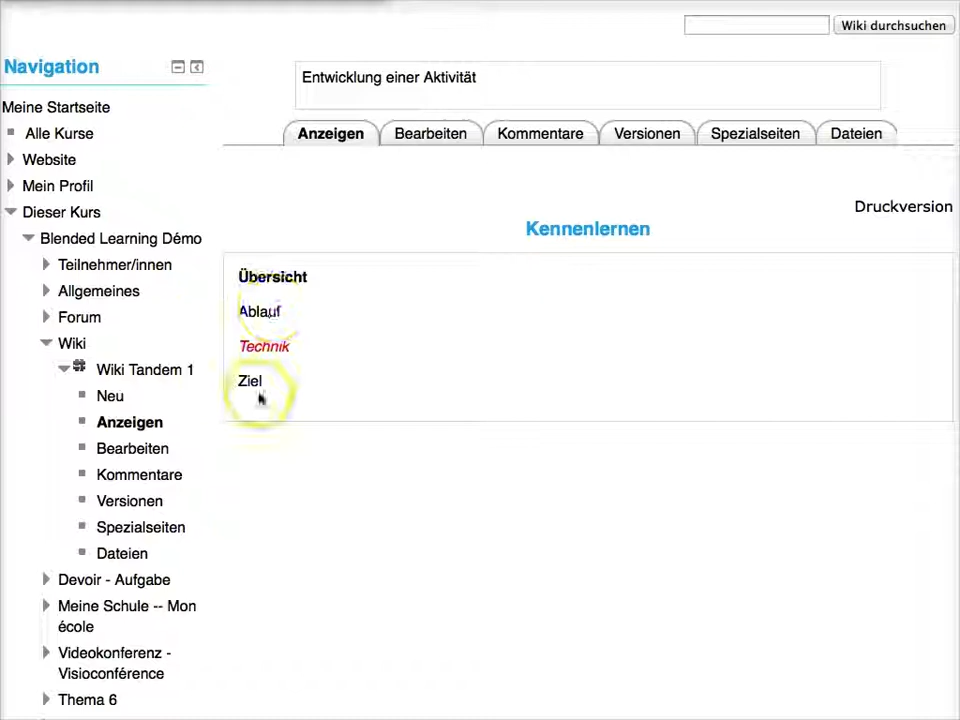 Wiki durchsuchen
Navigation
Entwicklung einer Aktivität
Meine Startseite
Alle Kurse
Anzeigen
Bearbeiten
Kommentare
Versionen
Spezialseiten
Dateien
Website
Mein Profil
Dieser Kurs
Druckversion
Kennenlernen
Blended Learning Démo
Teilnehmer/innen
Allgemeines
Forum
Wiki
Wiki Tandem 1
Neu
Anzeigen
Bearbeiten
Kommentare
Versionen
Spezialseiten
Dateien
Devoir - Aufgabe
Meine Schule -- Mon
école
Videokonferenz -
Visioconférence
Thema 6
Übersicht
Ablauf
Technik
Ziel